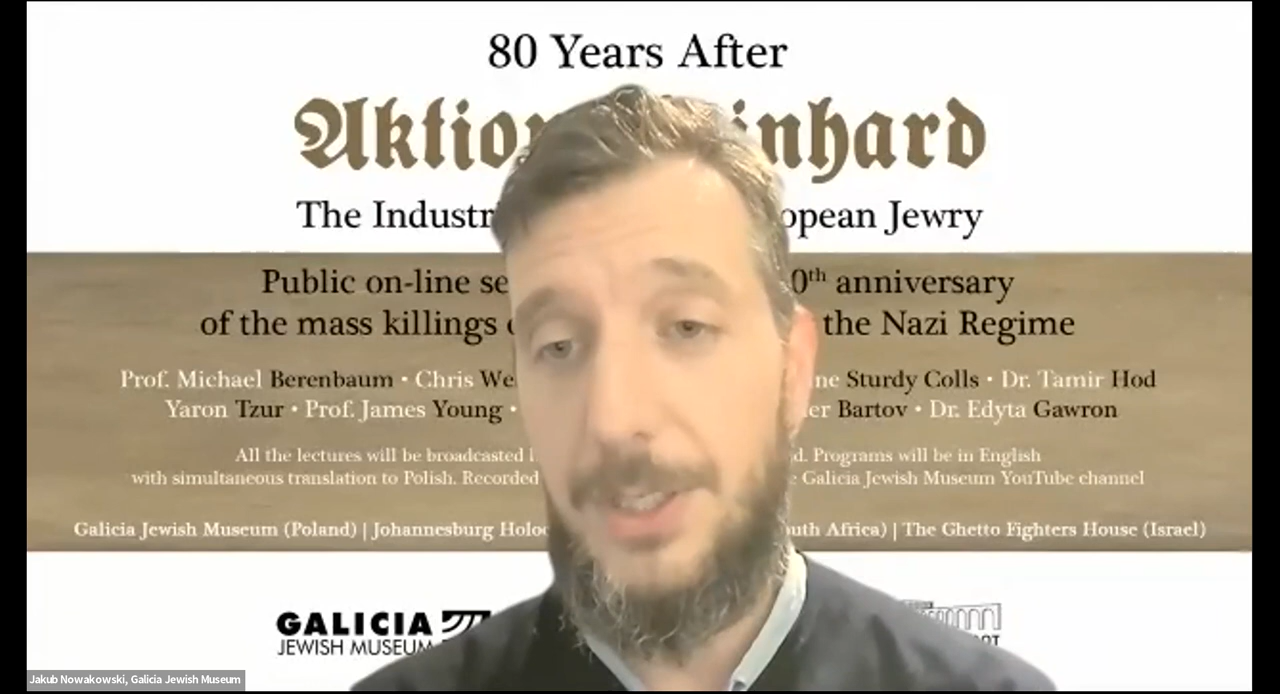 80 Years After
Aktio inhard
The Industr opean Jewry
Public on-line se 0th anniversary
of the mass killings the Nazi Regime
Prof. Michael Berenbaum • Chris We ne Sturdy Colls • Dr. Tamir Hod
Yaron Tzur • Prof. James Young • er Bartov • Dr. Edyta Gawron
All the lectures will be broadcasted d. Programs will be in English
with simultaneous translation to Polish. Recorded Galicia Jewish Museum YouTube channel
Galicia Jewish Museum (Poland) | Johannesburg Holoc uth Africa) | The Ghetto Fighters House (Israel)
GALICIA
JEWISH MUSEUM
Jakub Nowakowski, Galicia Jewish Museum